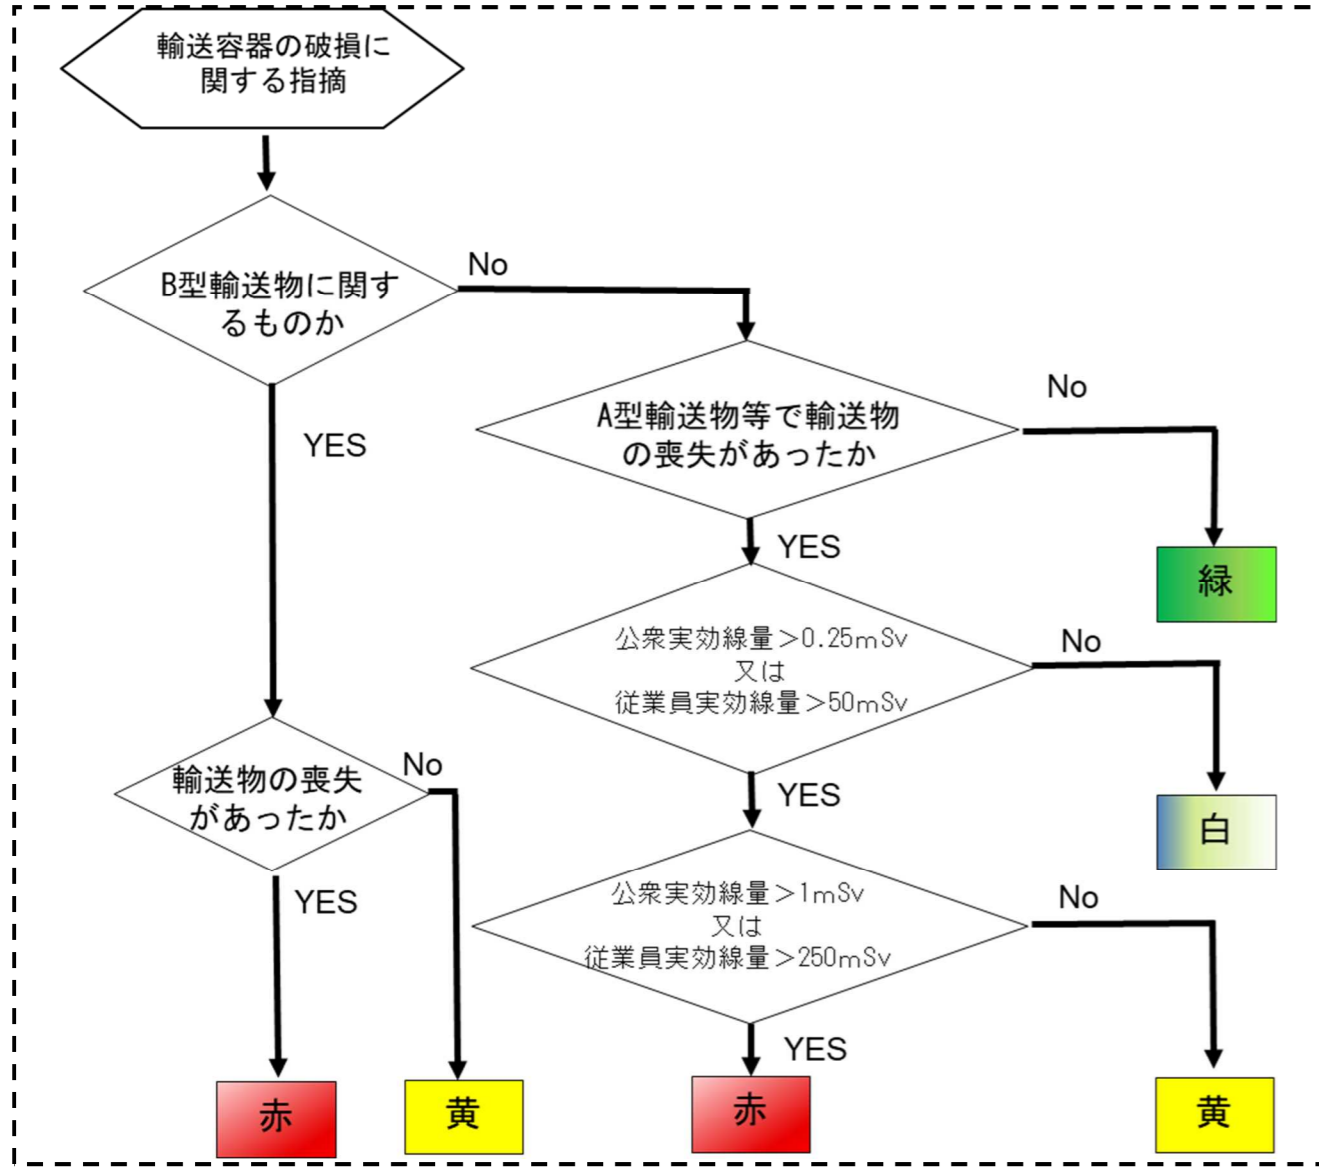 輸送容器の破損に
関する指摘
B型輸送物に関す
るものか
No
YES
A型輸送物等で輸送物
の喪失があったか
No
緑
YES
公衆実効線量＞0.25mSv
又は
従業員実効線量＞50mSv
No
白
YES
輸送物の喪失
があったか
No
YES
公衆実効線量＞1mSv
又は
従業員実効線量＞250mSv
No
YES
赤
黄
赤
黄